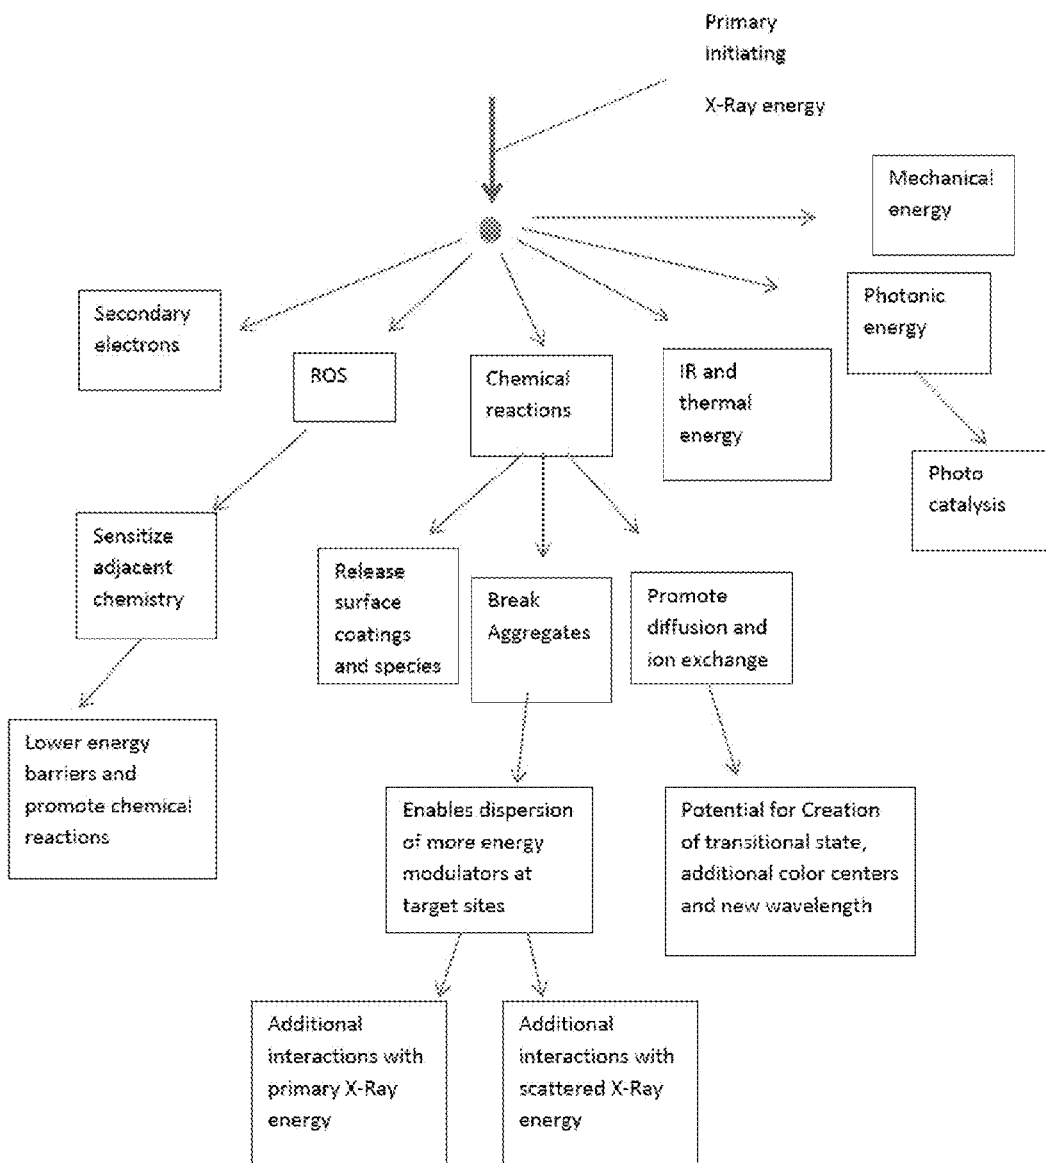 Primary
initiating
X-Ray energy
Mechanical
energy
Secondary
electrons
ROS
Chemical
reactions
IR and
thermal
energy
Photonic
energy
Photo
catalysis
Sensitize
adjacent
chemistry
Release
surface
coatings
and species
Break
Aggregates
Promote
diffusion and
ion exchange
Lower energy
barriers and
promote chemical
reactions
Enables dispersion
of more energy
modulators at
target sites
Potential for Creation
of transitional state,
additional color centers
and new wavelength
Additional
interactions with
primary X-Ray
energy
Additional
interactions with
scattered X-Ray
energy